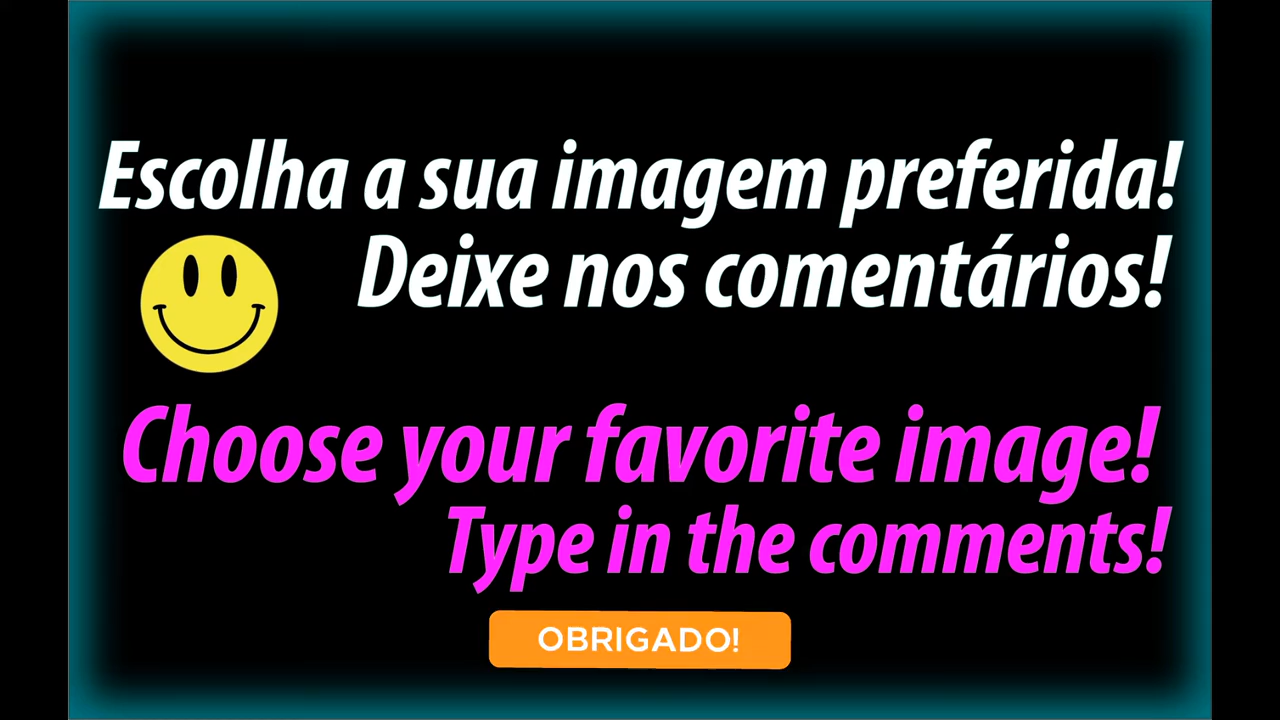 Escolha a sua imagem preferida!
Deixe nos comentários!
Choose your favorite image!
Type in the comments!
OBRIGADO!